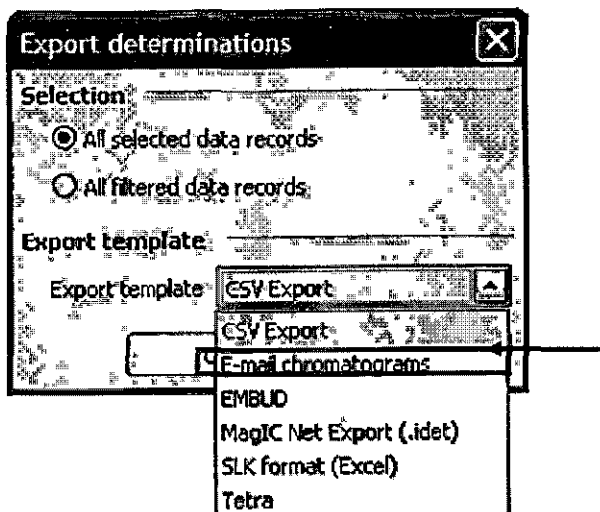 Export determinations
Selection
All selected data records
All filtered data records
Export template
Export template CSV Export
CSV Export
E-mail chromatograms
EMBUD
MagIC Net Export (.idet)
SLK format (Excel)
Tetra